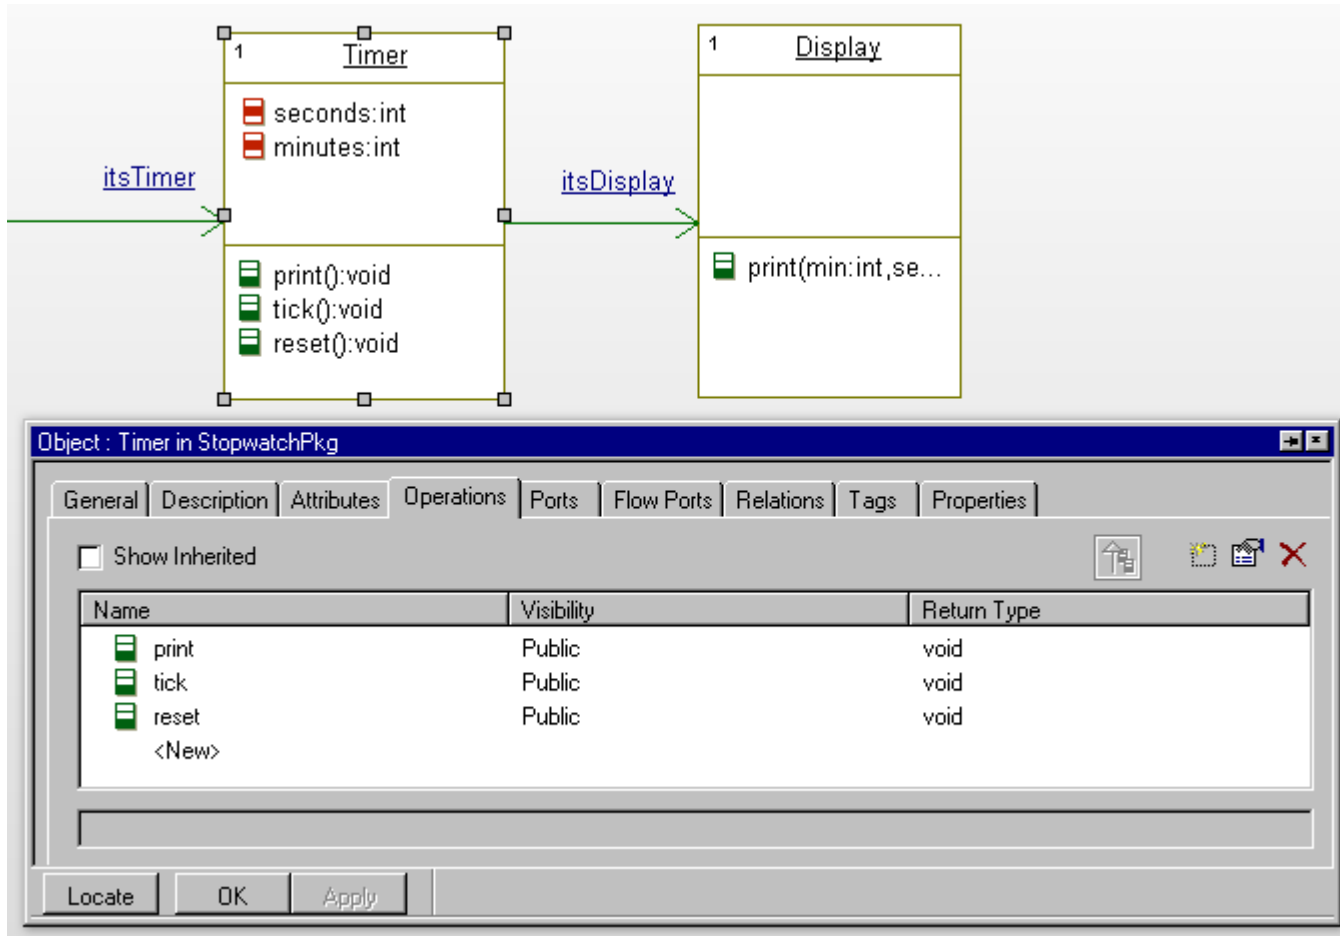 1 Timer
seconds:int
minutes:int
itsTimer
print():void
tick():void
reset():void
itsDisplay
1 Display
print(min:int,se...
Object : Timer in StopwatchPkg
General Description Attributes Operations Ports Flow Ports Relations Tags Properties
Show Inherited
Name Visibility Return Type
print Public void
tick Public void
reset Public void
<New>
Locate OK Apply